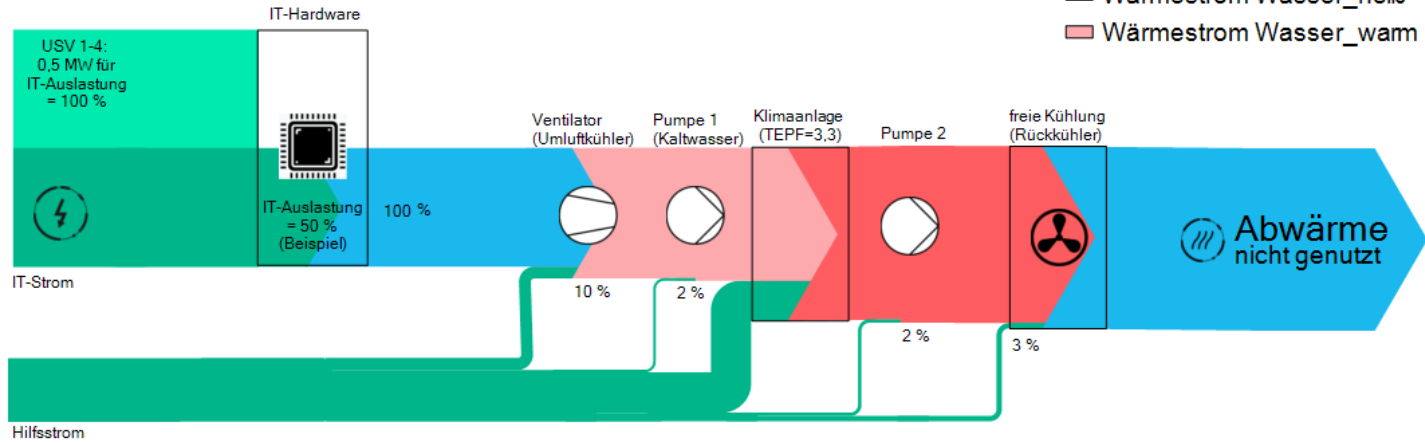 Wärmestrom Wasser_heiß
Wärmestrom Wasser_warm
IT-Hardware
USV 1-4:
0,5 MW für
IT-Auslastung
= 100 %
Ventilator
(Umluftkühler)
Pumpe 1
(Kaltwasser)
Klimaanlage
(TEPF=3,3)
Pumpe 2
freie Kühlung
(Rückkühler)
IT-Auslastung
= 50 %
(Beispiel)
100 %
Abwärme
nicht genutzt
IT-Strom
10 %
2 %
2 %
3 %
Hilfsstrom